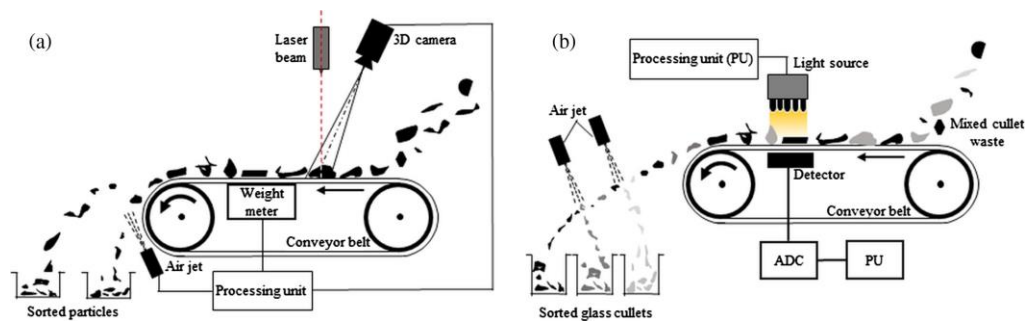 (a)
Laser
beam
3D camera
Weight
meter
Conveyor belt
Air jet
Processing unit
Sorted particles
(b)
Processing unit (PU)
Light source
Air jet
Mixed cullet
waste
Detector
Conveyor belt
ADC
PU
Sorted glass cullets